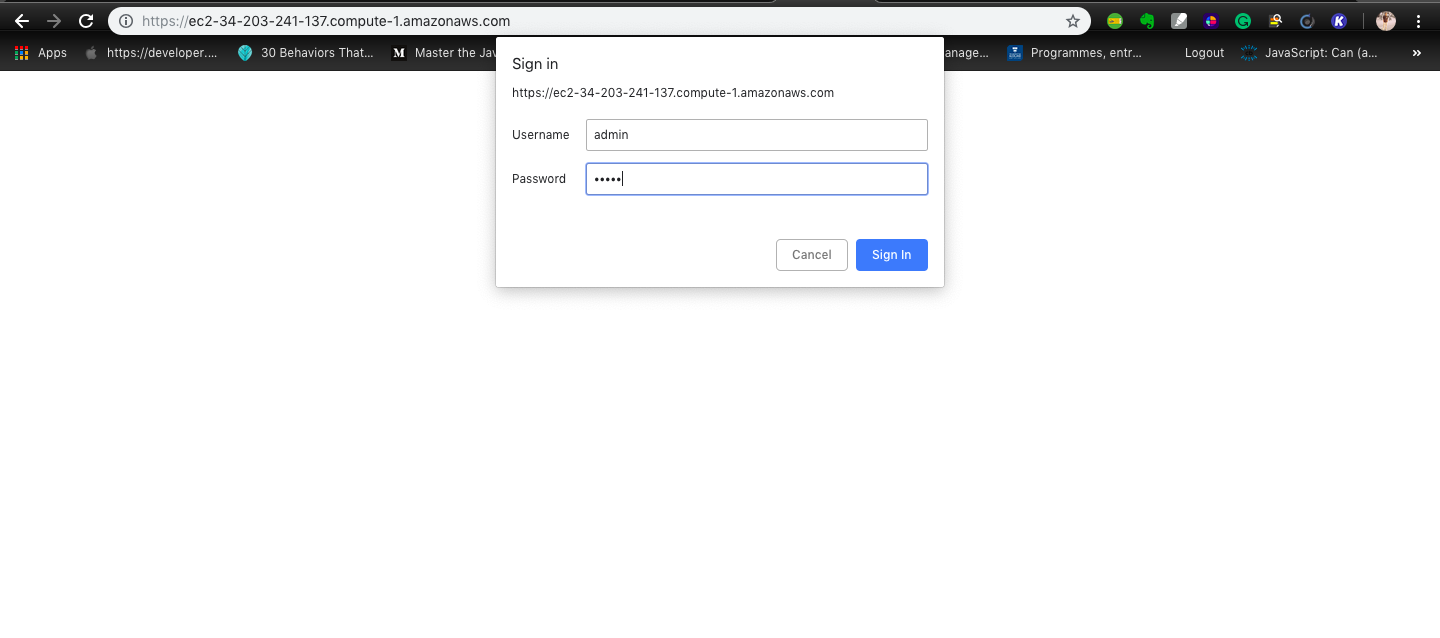 https://ec2-34-203-241-137.compute-1.amazonaws.com
Apps https://developer.... 30 Behaviors That... M Master the Jav anage... Programmes, entr... Logout JavaScript: Can (a... »
Sign in
https://ec2-34-203-241-137.compute-1.amazonaws.com
Username admin
Password •••••
Cancel Sign In